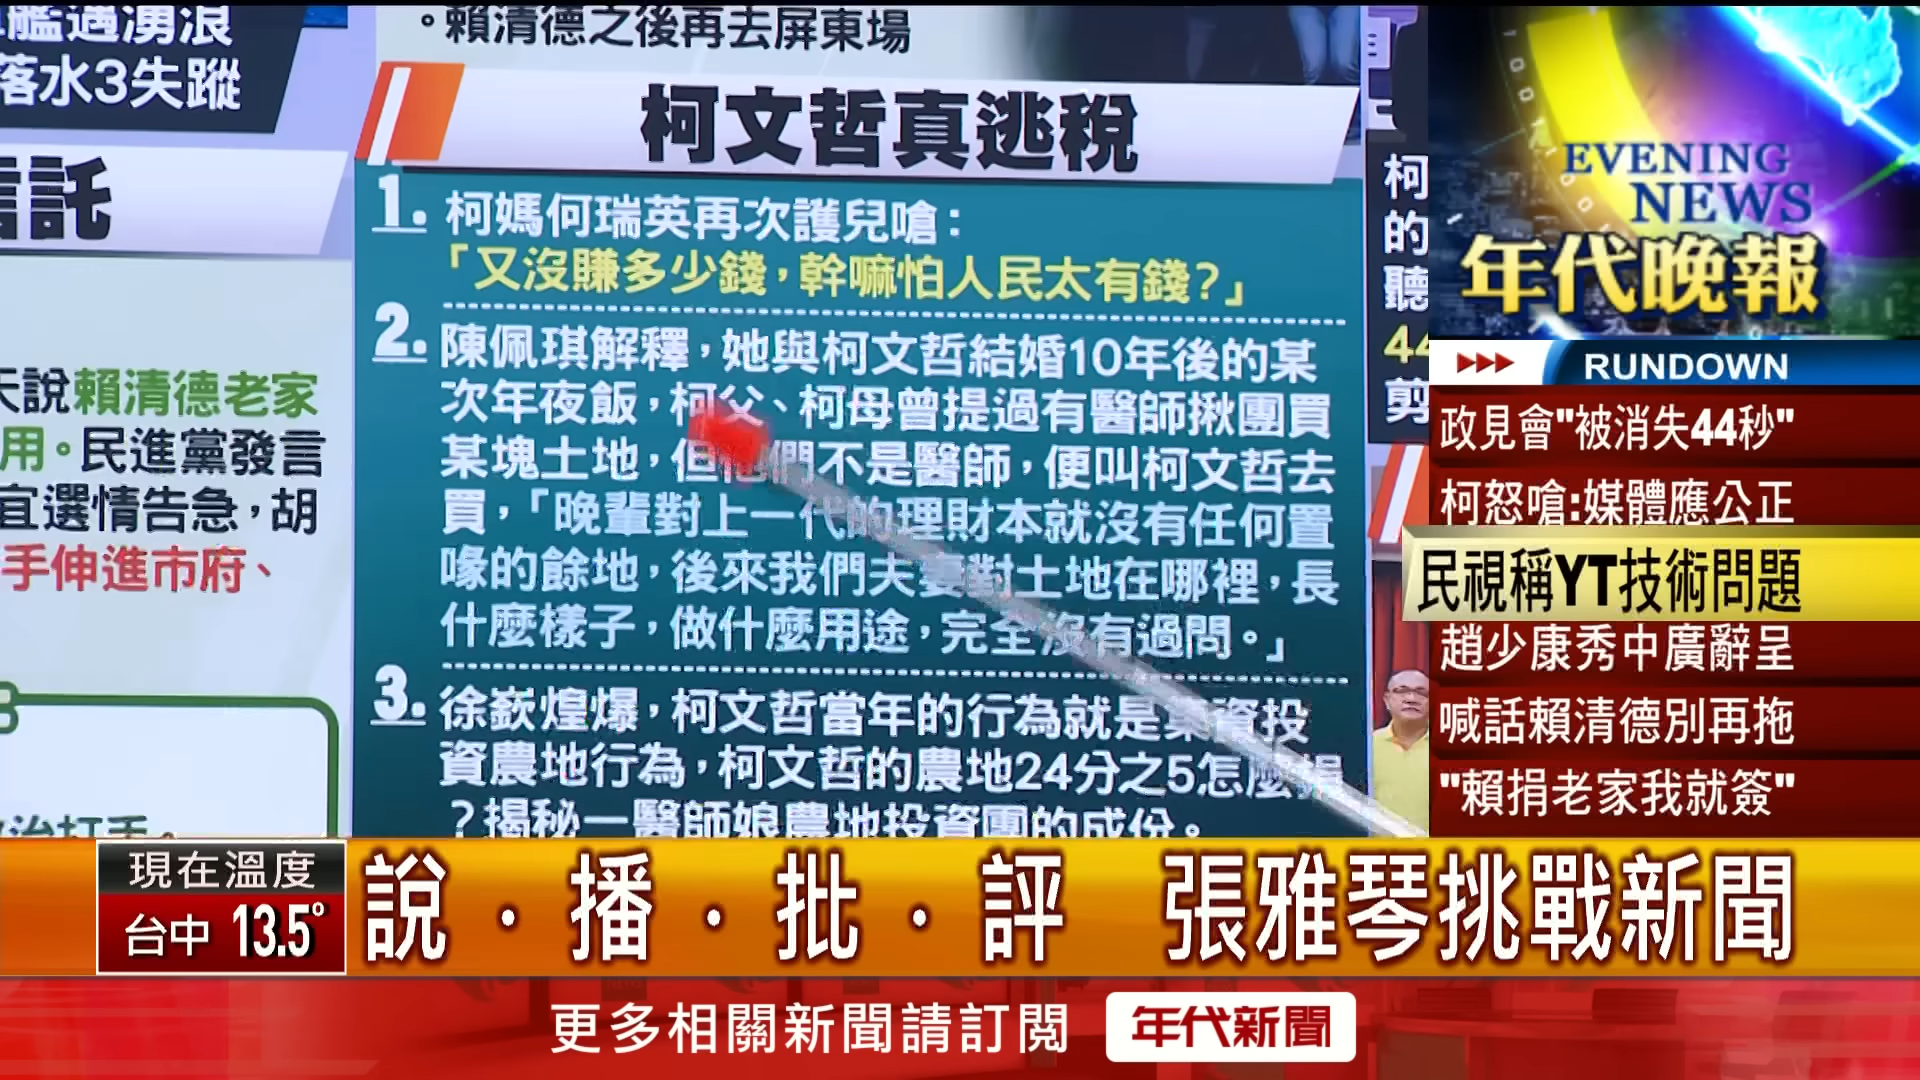 艦遇湧浪
落水3失蹤
信託
天說賴清德老家
用。民進黨發言
宜選情告急，胡
手伸進市府、
。賴清德之後再去屏東場
柯文哲真逃稅
1. 柯媽何瑞英再次護兒嗆：
「又沒賺多少錢，幹嘛怕人民太有錢？」
2. 陳佩琪解釋，她與柯文哲結婚10年後的某
次年夜飯，柯父、柯母曾提過有醫師揪團買
某塊土地，但他們不是醫師，便叫柯文哲去
買，「晚輩對上一代的理財本就沒有任何置
喙的餘地，後來我們夫妻對土地在哪裡，長
什麼樣子，做什麼用途，完全沒有過問。」
3. 徐嶔煌爆，柯文哲當年的行為就是集資投
資農地行為，柯文哲的農地24分之5怎麼捐
？揭秘一醫師娘農地投資團的成份。
柯
的
聽
44
剪
EVENING
NEWS
年代晚報
RUNDOWN
政見會"被消失44秒"
柯怒嗆:媒體應公正
民視稱YT技術問題
趙少康秀中廣辭呈
喊話賴清德別再拖
"賴捐老家我就簽"
現在溫度
台中 13.5°
說．播．批．評 張雅琴挑戰新聞
更多相關新聞請訂閱 年代新聞